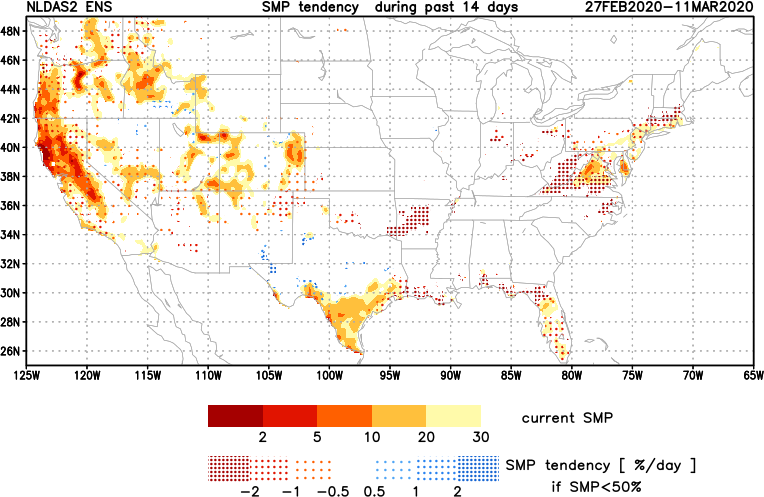 NLDAS2 ENS SMP tendency during past 14 days 27FEB2020-11MAR2020
48N
46N
44N
42N
40N
38N
36N
34N
32N
30N
28N
26N
125W 120W 115W 110W 105W 100W 95W 90W 85W 80W 75W 70W 65W
current SMP
2 5 10 20 30
SMP tendency [ %/day ]
if SMP<50%
-2 -1 -0.5 0.5 1 2